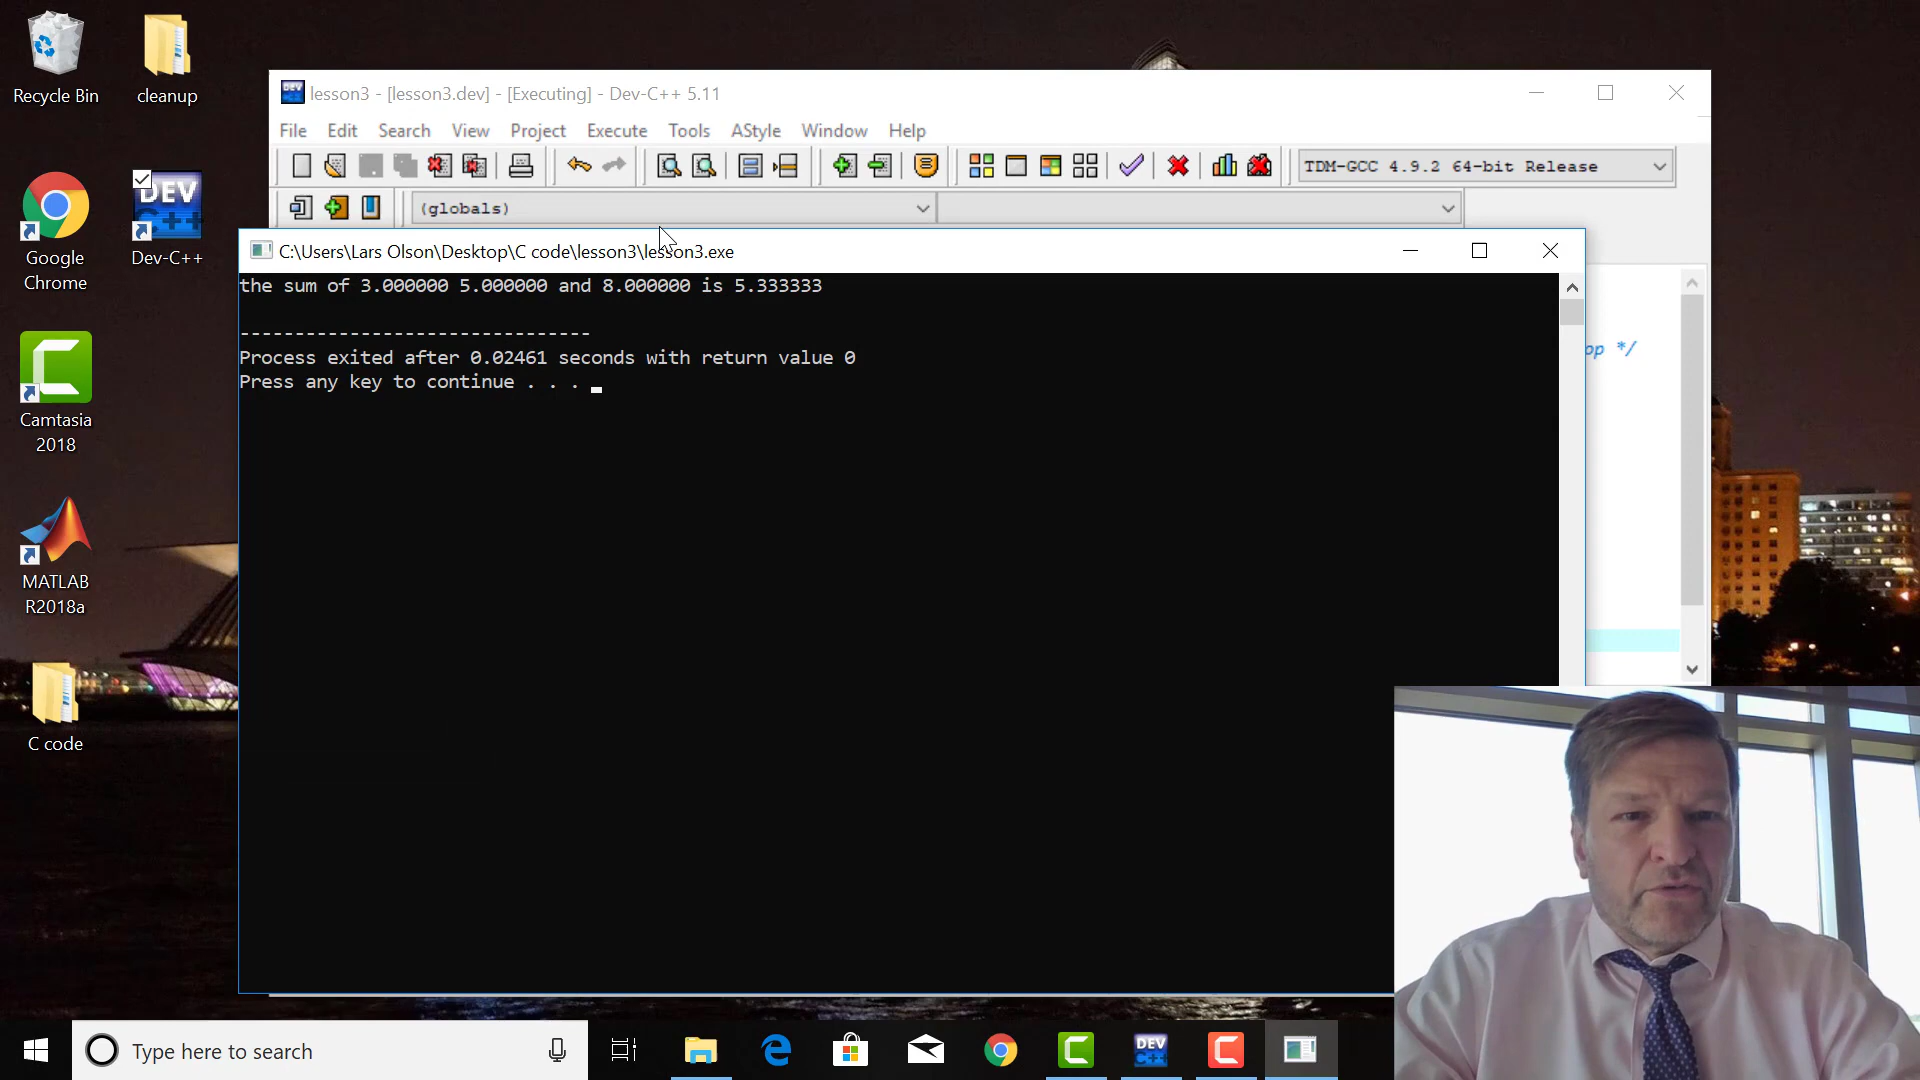 Recycle Bin
cleanup
lesson3 - [lesson3.dev] - [Executing] - Dev-C++ 5.11
File Edit Search View Project Execute Tools AStyle Window Help
TDM-GCC 4.9.2 64-bit Release
(globals)
Google
Chrome
DEV
C++
Dev-C++
C:\Users\Lars Olson\Desktop\C code\lesson3\lesson3.exe
the sum of 3.000000 5.000000 and 8.000000 is 5.333333
--------------------------------
Process exited after 0.02461 seconds with return value 0
Press any key to continue . . .
op */
Camtasia
2018
MATLAB
R2018a
C code
Type here to search
DEV
C++